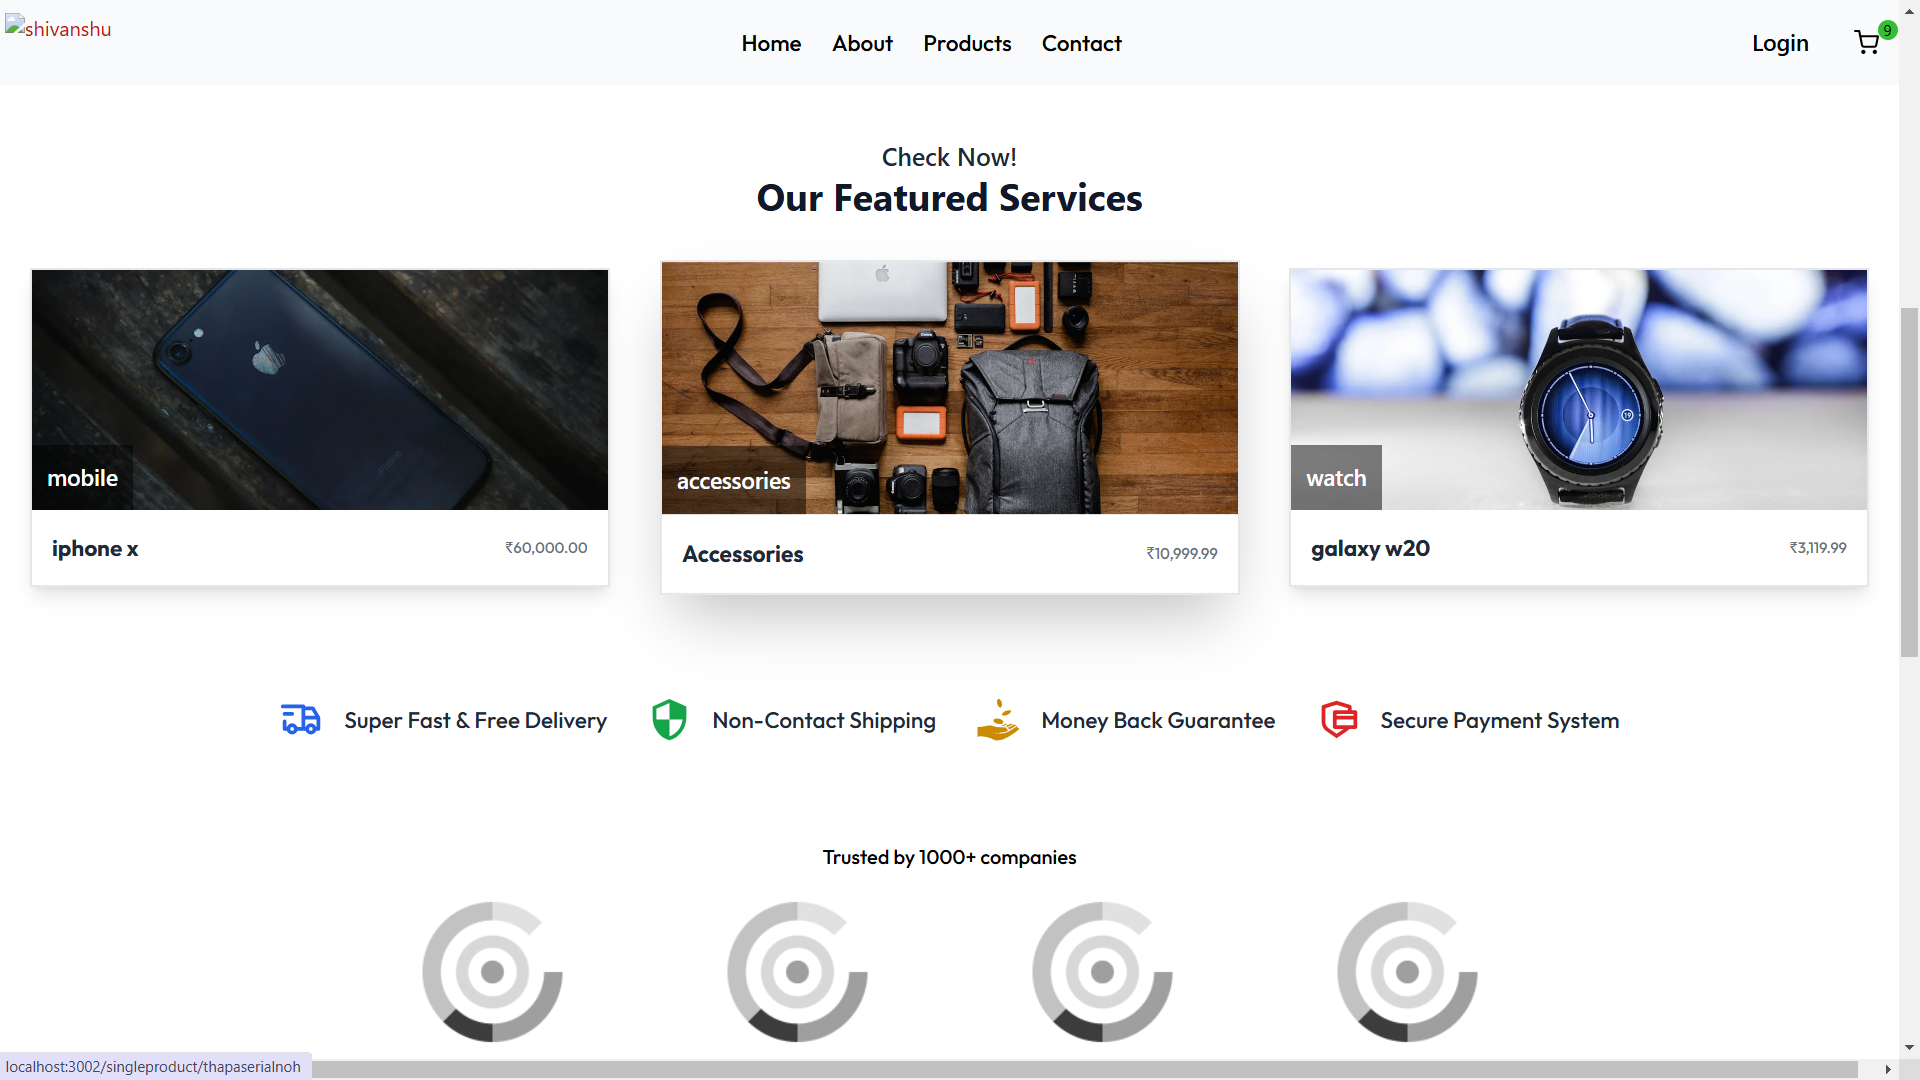 shivanshu
Home About Products Contact
Login
9
Check Now!
Our Featured Services
mobile
iphone x ₹60,000.00
accessories
Accessories ₹10,999.99
watch
galaxy w20 ₹3,119.99
Super Fast & Free Delivery
Non-Contact Shipping
Money Back Guarantee
Secure Payment System
Trusted by 1000+ companies
localhost:3002/singleproduct/thapaserialnoh